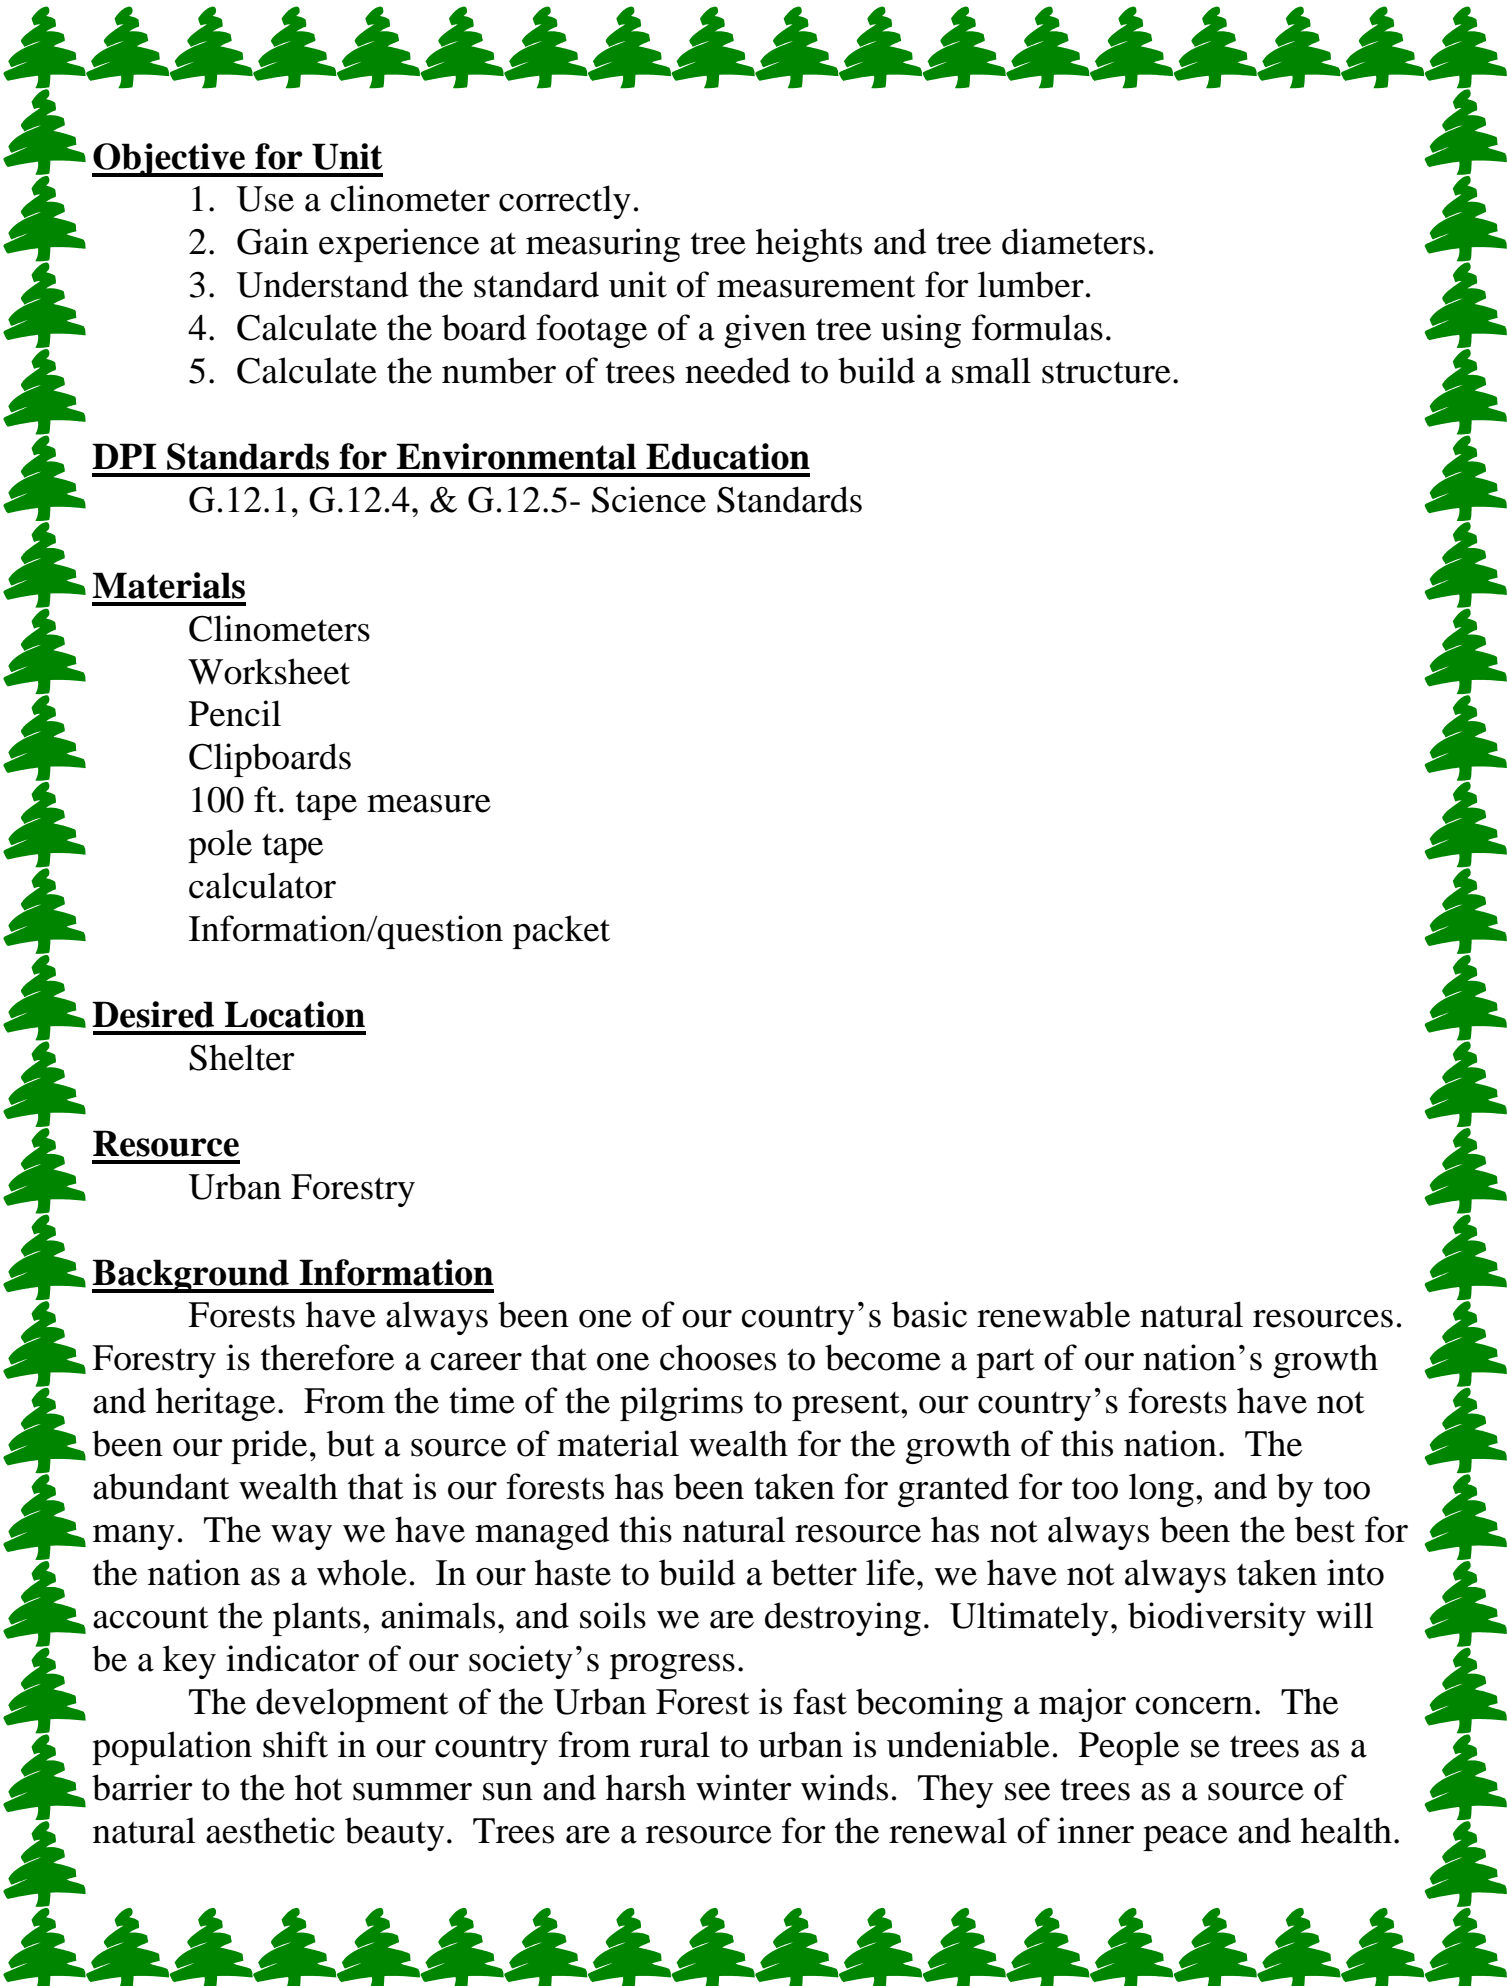 Objective for Unit
1. Use a clinometer correctly.
2. Gain experience at measuring tree heights and tree diameters.
3. Understand the standard unit of measurement for lumber.
4. Calculate the board footage of a given tree using formulas.
5. Calculate the number of trees needed to build a small structure.
DPI Standards for Environmental Education
G.12.1, G.12.4, & G.12.5- Science Standards
Materials
Clinometers
Worksheet
Pencil
Clipboards
100 ft. tape measure
pole tape
calculator
Information/question packet
Desired Location
Shelter
Resource
Urban Forestry
Background Information
Forests have always been one of our country’s basic renewable natural resources.
Forestry is therefore a career that one chooses to become a part of our nation’s growth
and heritage.  From the time of the pilgrims to present, our country’s forests have not
been our pride, but a source of material wealth for the growth of this nation.  The
abundant wealth that is our forests has been taken for granted for too long, and by too
many.  The way we have managed this natural resource has not always been the best for
the nation as a whole.  In our haste to build a better life, we have not always taken into
account the plants, animals, and soils we are destroying.  Ultimately, biodiversity will
be a key indicator of our society’s progress.
The development of the Urban Forest is fast becoming a major concern.  The
population shift in our country from rural to urban is undeniable.  People se trees as a
barrier to the hot summer sun and harsh winter winds.  They see trees as a source of
natural aesthetic beauty.  Trees are a resource for the renewal of inner peace and health.